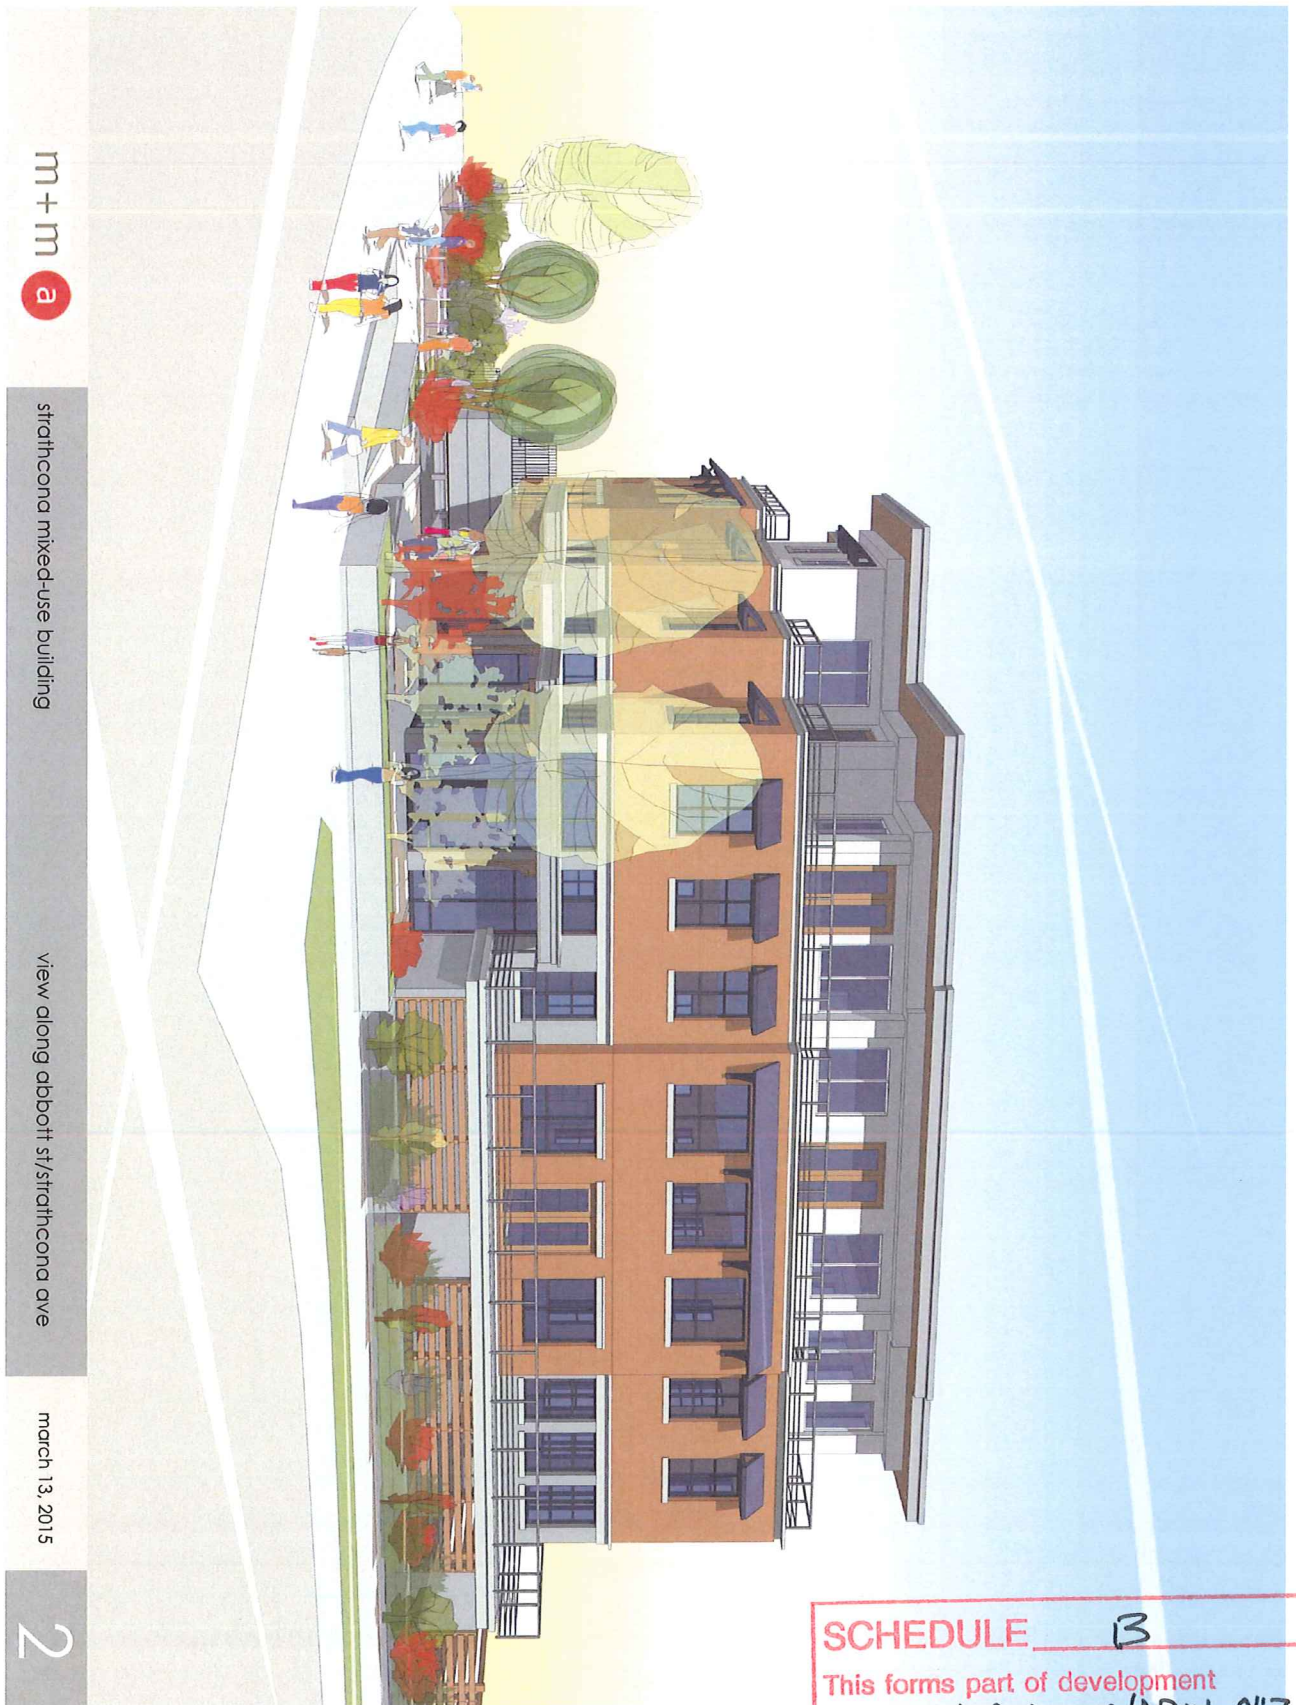 m+m a
strathcona mixed-use building
view along abbott st/strathcona ave
march 13, 2015
2
SCHEDULE B
This forms part of development